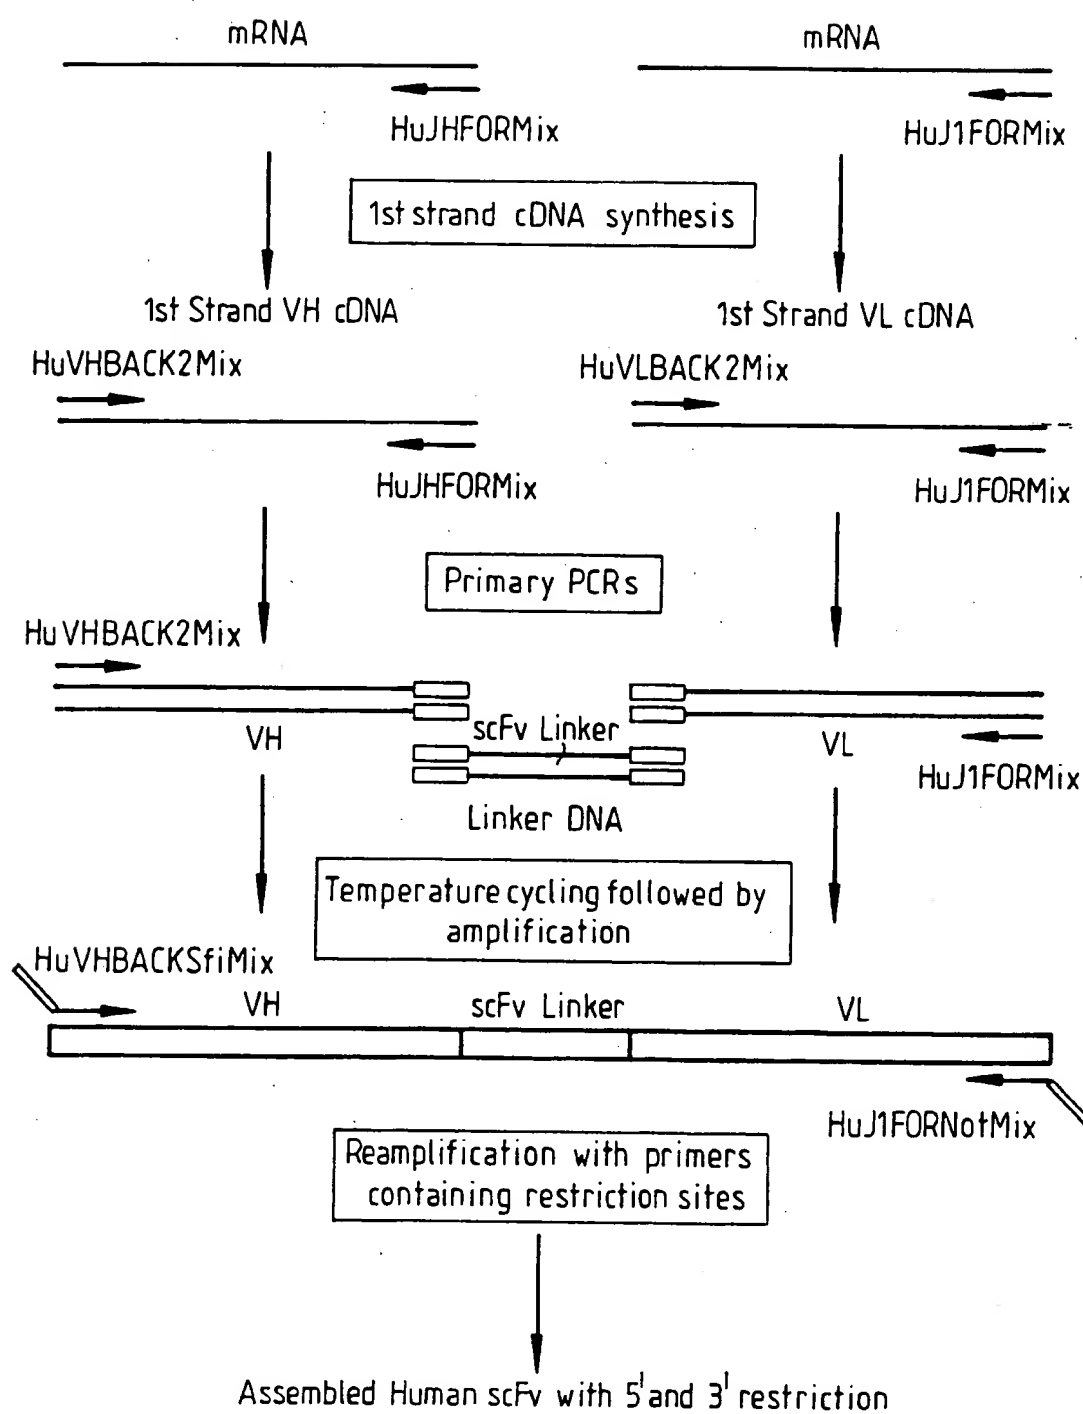 mRNA
mRNA
HuJHFORMix
HuJ1FORMix
1st strand cDNA synthesis
1st Strand VH cDNA
1st Strand VL cDNA
HuVHBACK2Mix
HuVLBACK2Mix
HuJHFORMix
HuJ1FORMix
Primary PCRs
HuVHBACK2Mix
VH
scFv Linker
VL
HuJ1FORMix
Linker DNA
Temperature cycling followed by
amplification
HuVHBACKSfiMix
VH
scFv Linker
VL
HuJ1FORNotMix
Reamplification with primers
containing restriction sites
Assembled Human scFv with 5' and 3' restriction